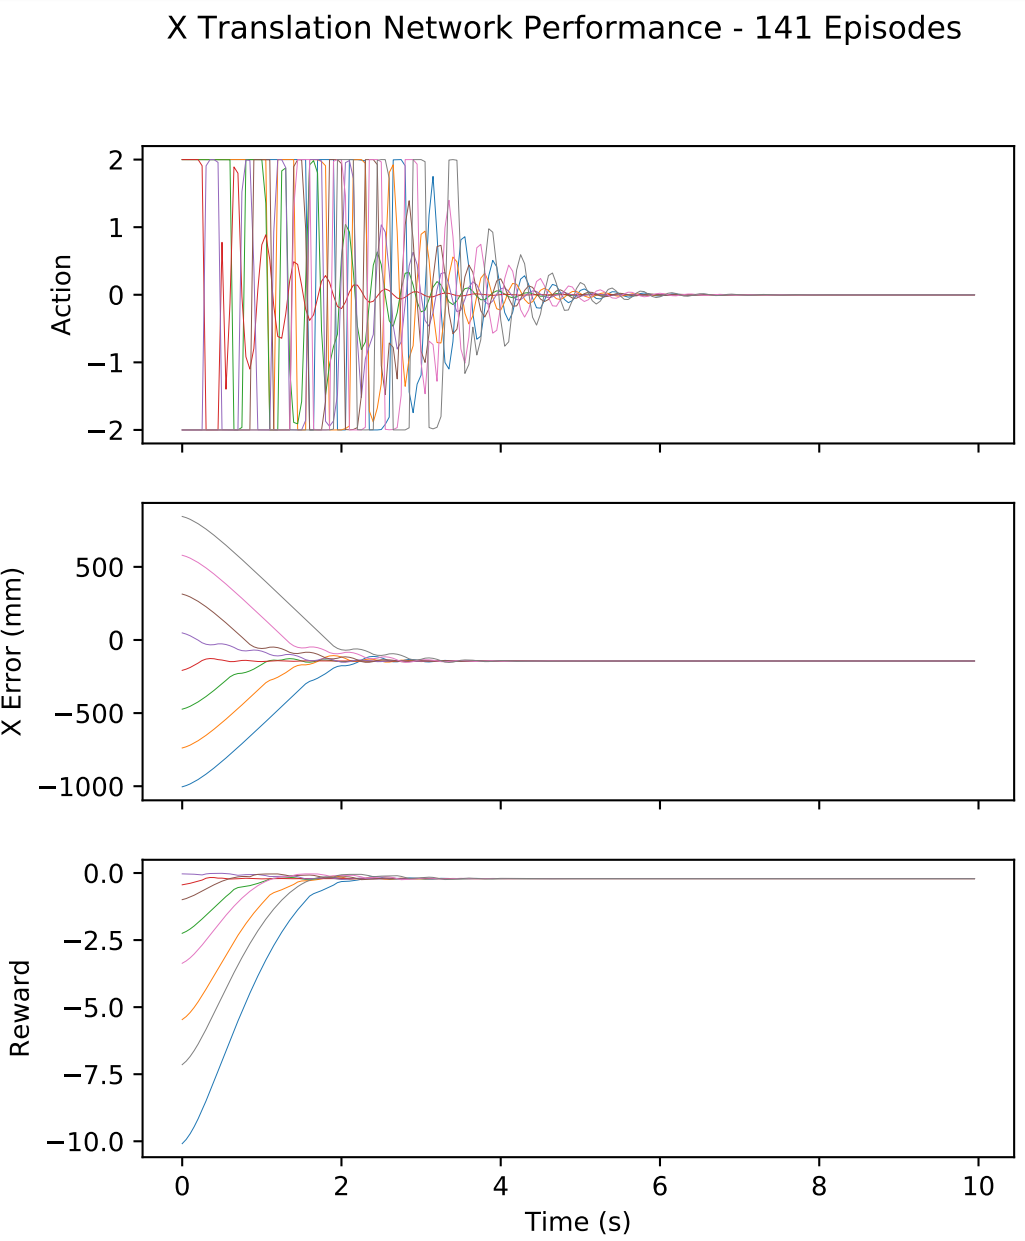 X Translation Network Performance - 141 Episodes
2
1
0
−1
−2
Action
500
0
−500
−1000
X Error (mm)
0.0
−2.5
−5.0
−7.5
−10.0
Reward
0 2 4 6 8 10
Time (s)